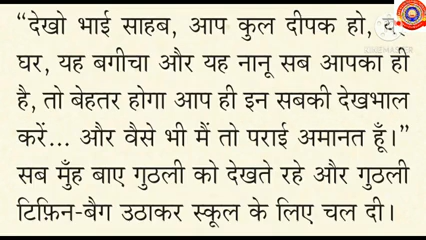 “देखो भाई साहब, आप कुल दीपक हो,
घर, यह बगीचा और यह नानू सब आपका ही
है, तो बेहतर होगा आप ही इन सबकी देखभाल
करें... और वैसे भी मैं तो पराई अमानत हूँ।”
सब मुँह बाए गुठली को देखते रहे और गुठली
टिफ़िन-बैग उठाकर स्कूल के लिए चल दी।